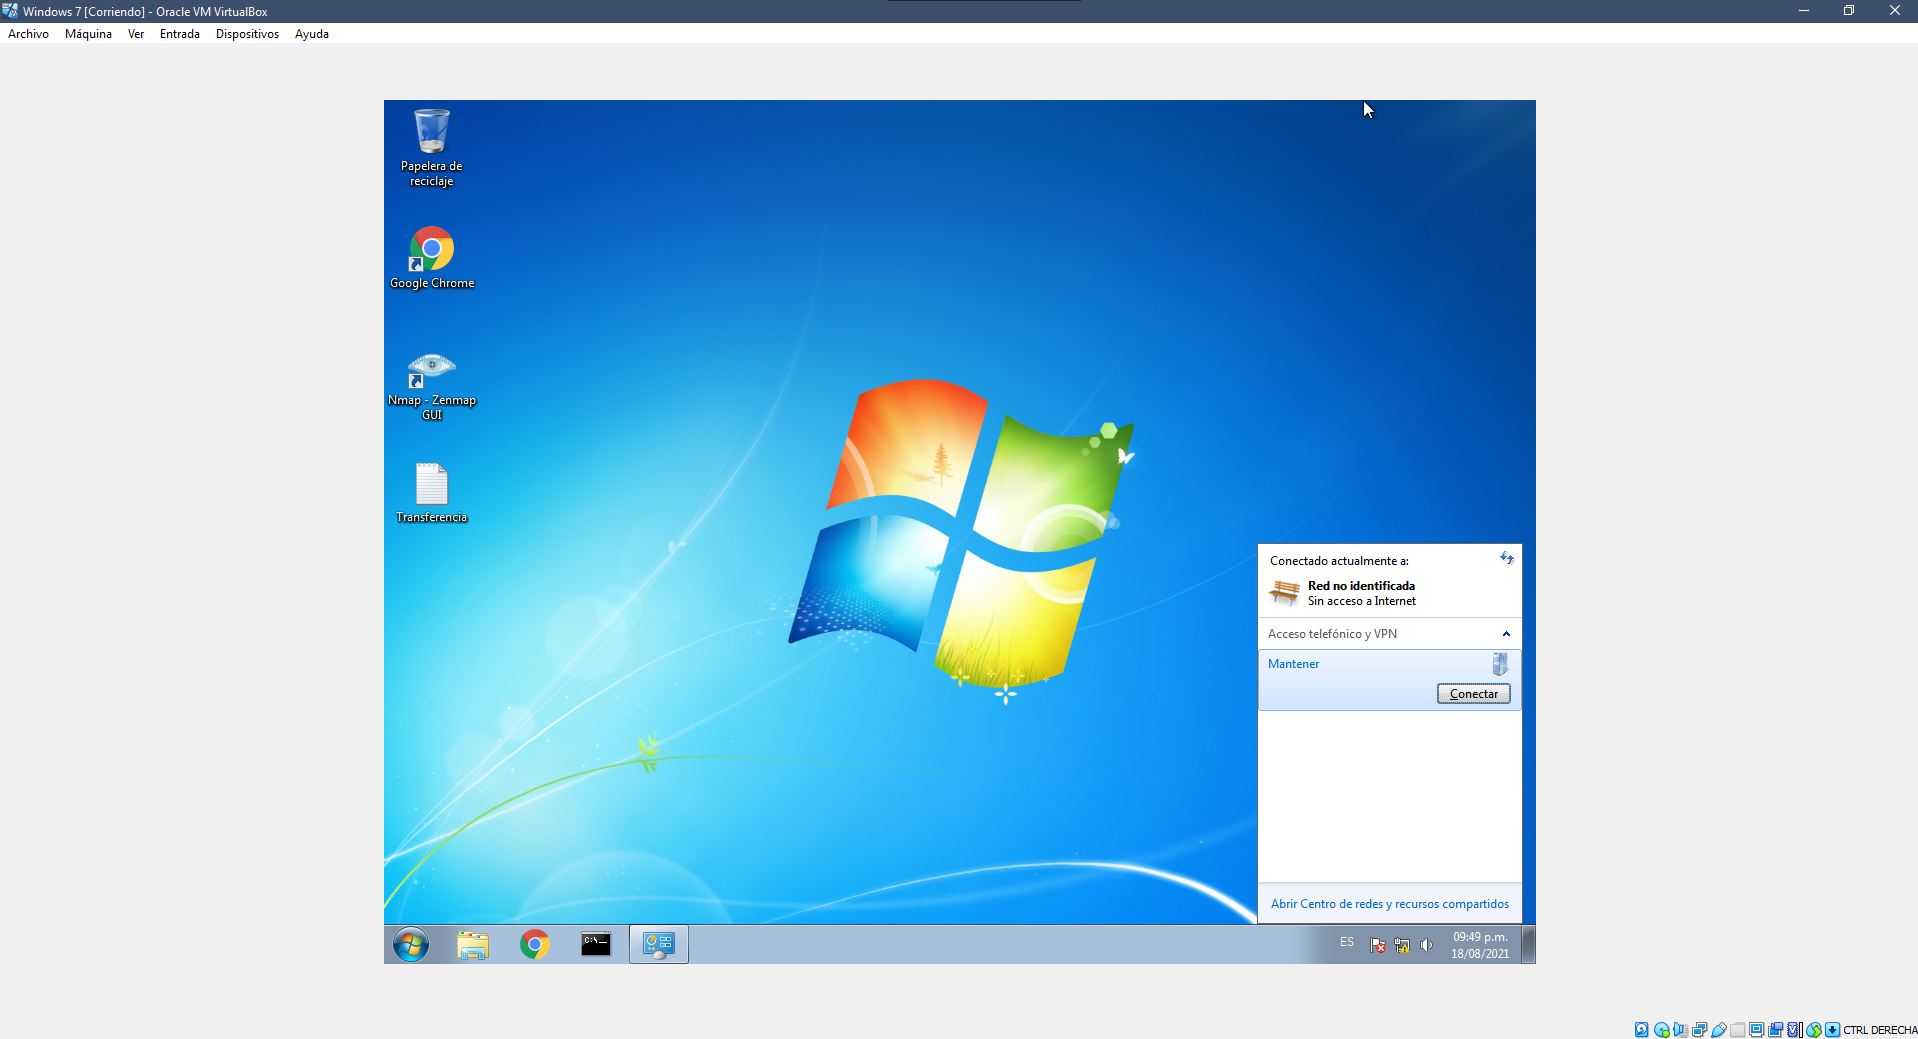 Windows 7 [Corriendo] - Oracle VM VirtualBox
Archivo Máquina Ver Entrada Dispositivos Ayuda
Papelera de
reciclaje
Google Chrome
Nmap - Zenmap
GUI
Transferencia
Conectado actualmente a:
Red no identificada
Sin acceso a Internet
Acceso telefónico y VPN
Mantener
Conectar
Abrir Centro de redes y recursos compartidos
C:\
ES
09:49 p.m.
18/08/2021
CTRL DERECHA